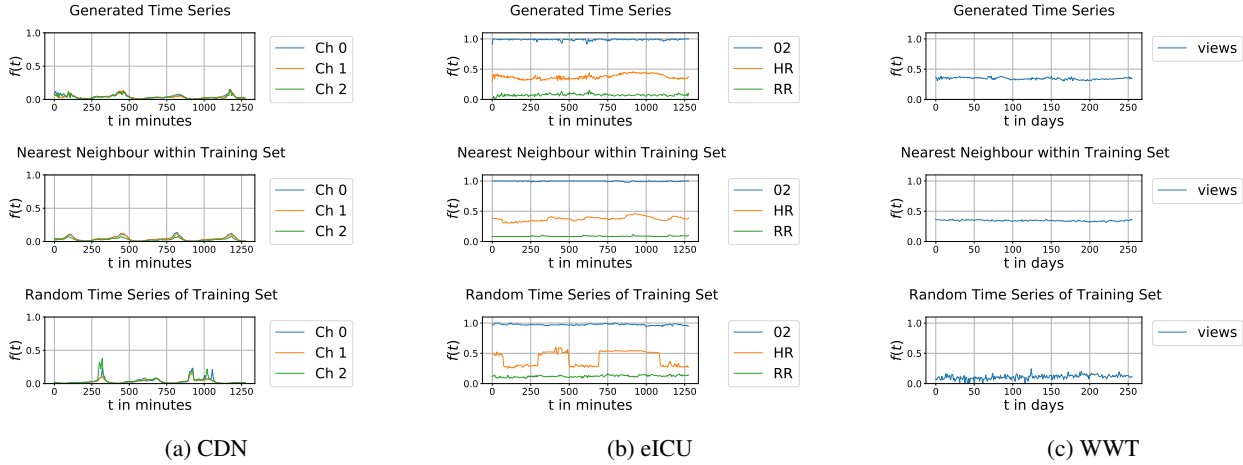 Generated Time Series
1.0
0.5
0.0
f(t)
0 250 500 750 1000 1250
t in minutes
Ch 0
Ch 1
Ch 2
Nearest Neighbour within Training Set
1.0
0.5
0.0
f(t)
0 250 500 750 1000 1250
t in minutes
Ch 0
Ch 1
Ch 2
Random Time Series of Training Set
1.0
0.5
0.0
f(t)
0 250 500 750 1000 1250
t in minutes
Ch 0
Ch 1
Ch 2
(a) CDN
Generated Time Series
1.0
0.5
0.0
f(t)
0 250 500 750 1000 1250
t in minutes
02
HR
RR
Nearest Neighbour within Training Set
1.0
0.5
0.0
f(t)
0 250 500 750 1000 1250
t in minutes
02
HR
RR
Random Time Series of Training Set
1.0
0.5
0.0
f(t)
0 250 500 750 1000 1250
t in minutes
02
HR
RR
(b) eICU
Generated Time Series
1.0
0.5
0.0
f(t)
0 50 100 150 200 250
t in days
views
Nearest Neighbour within Training Set
1.0
0.5
0.0
f(t)
0 50 100 150 200 250
t in days
views
Random Time Series of Training Set
1.0
0.5
0.0
f(t)
0 50 100 150 200 250
t in days
views
(c) WWT